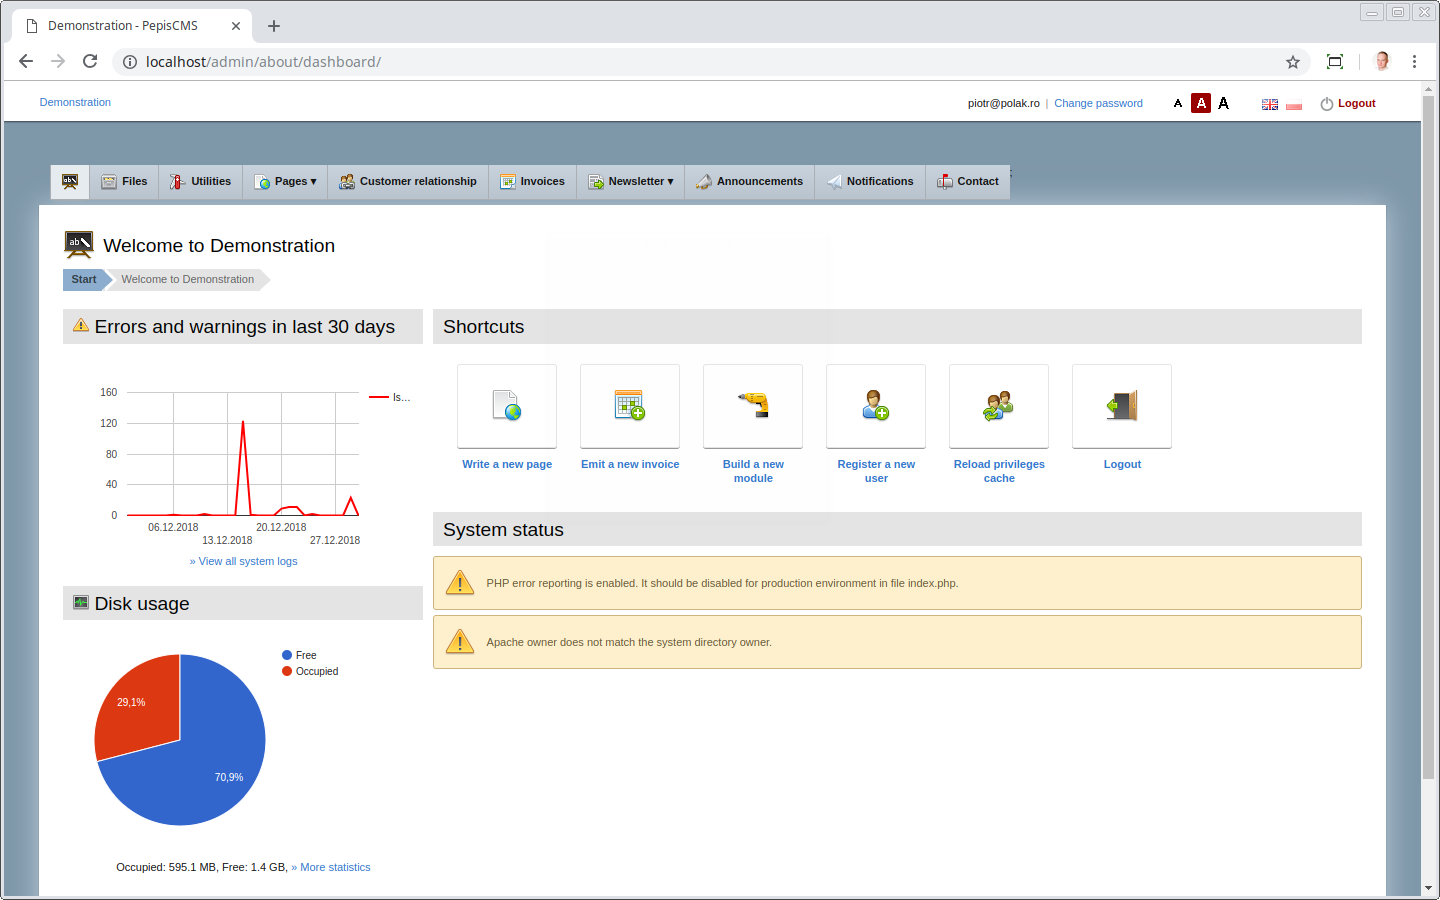 Demonstration - PepisCMS
localhost/admin/about/dashboard/
Demonstration
piotr@polak.ro | Change password A A A Logout
Files Utilities Pages ▾ Customer relationship Invoices Newsletter ▾ Announcements Notifications Contact
Welcome to Demonstration
Start Welcome to Demonstration
Errors and warnings in last 30 days
160
120
80
40
0
Is...
06.12.2018
20.12.2018
13.12.2018
27.12.2018
» View all system logs
Disk usage
Free
Occupied
29,1%
70,9%
Occupied: 595.1 MB, Free: 1.4 GB, » More statistics
Shortcuts
Write a new page
Emit a new invoice
Build a new
module
Register a new
user
Reload privileges
cache
Logout
System status
PHP error reporting is enabled. It should be disabled for production environment in file index.php.
Apache owner does not match the system directory owner.